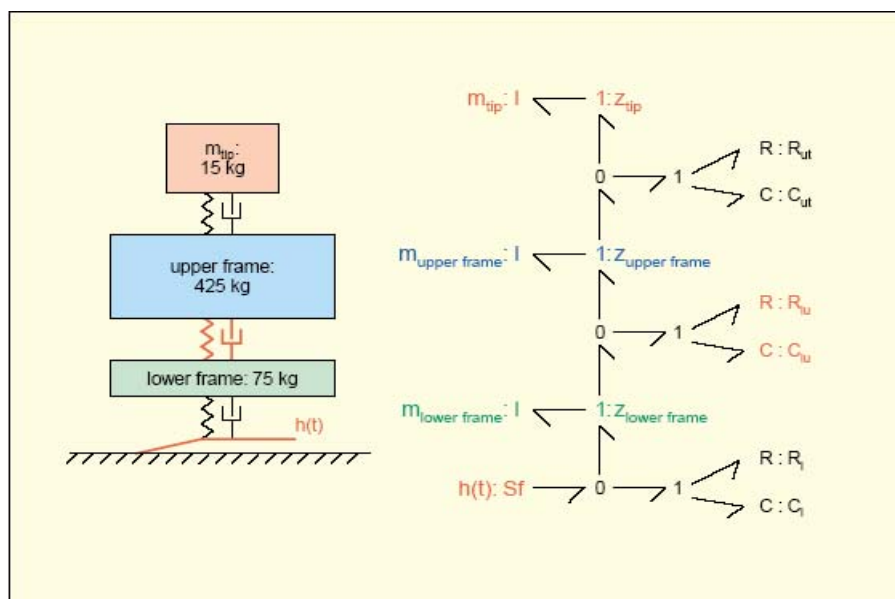 m_tip:
15 kg
upper frame:
425 kg
lower frame: 75 kg
h(t)
m_tip: I
1:z_tip
R : R_ut
0
1
C : C_ut
m_upper frame: I
1:z_upper frame
R : R_lu
0
1
C : C_lu
m_lower frame: I
1:z_lower frame
R : R_l
h(t): Sf
0
1
C : C_l